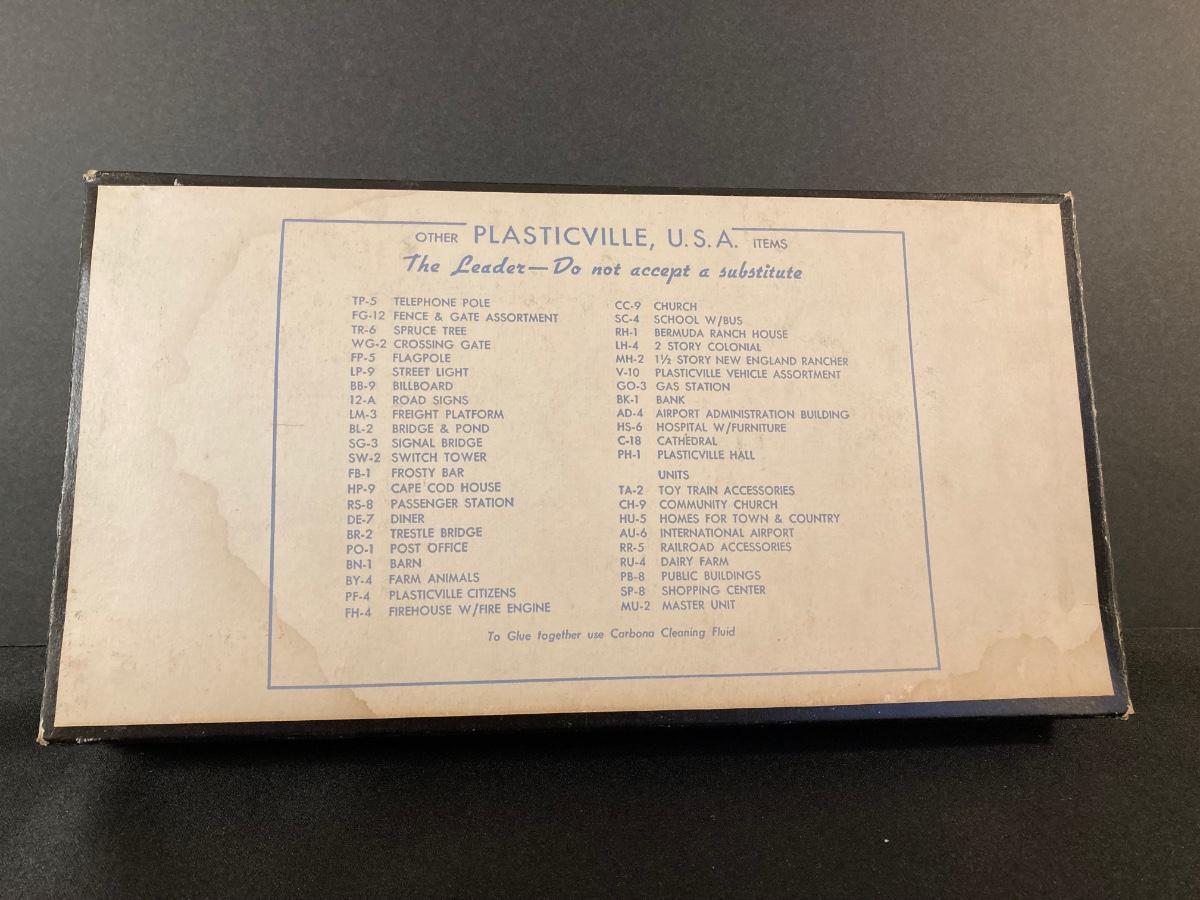 OTHER PLASTICVILLE, U.S.A. ITEMS
The Leader—Do not accept a substitute
TP-5 TELEPHONE POLE
FG-12 FENCE & GATE ASSORTMENT
TR-6 SPRUCE TREE
WG-2 CROSSING GATE
FP-5 FLAGPOLE
LP-9 STREET LIGHT
BB-9 BILLBOARD
12-A ROAD SIGNS
LM-3 FREIGHT PLATFORM
BL-2 BRIDGE & POND
SG-3 SIGNAL BRIDGE
SW-2 SWITCH TOWER
FB-1 FROSTY BAR
HP-9 CAPE COD HOUSE
RS-8 PASSENGER STATION
DE-7 DINER
BR-2 TRESTLE BRIDGE
PO-1 POST OFFICE
BN-1 BARN
BY-4 FARM ANIMALS
PF-4 PLASTICVILLE CITIZENS
FH-4 FIREHOUSE W/FIRE ENGINE
CC-9 CHURCH
SC-4 SCHOOL W/BUS
RH-1 BERMUDA RANCH HOUSE
LH-4 2 STORY COLONIAL
MH-2 1½ STORY NEW ENGLAND RANCHER
V-10 PLASTICVILLE VEHICLE ASSORTMENT
GO-3 GAS STATION
BK-1 BANK
AD-4 AIRPORT ADMINISTRATION BUILDING
HS-6 HOSPITAL W/FURNITURE
C-18 CATHEDRAL
PH-1 PLASTICVILLE HALL
UNITS
TA-2 TOY TRAIN ACCESSORIES
CH-9 COMMUNITY CHURCH
HU-5 HOMES FOR TOWN & COUNTRY
AU-6 INTERNATIONAL AIRPORT
RR-5 RAILROAD ACCESSORIES
RU-4 DAIRY FARM
PB-8 PUBLIC BUILDINGS
SP-8 SHOPPING CENTER
MU-2 MASTER UNIT
To Glue together use Carbona Cleaning Fluid